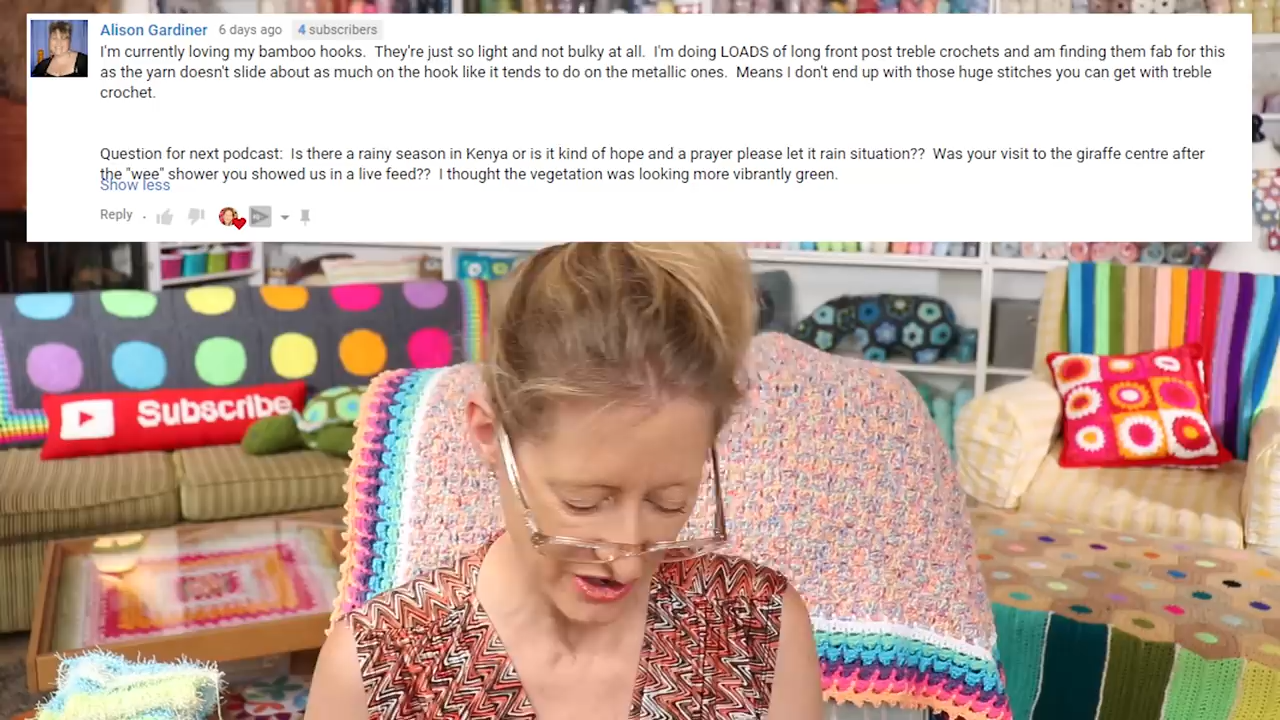 Alison Gardiner 6 days ago 4 subscribers
I'm currently loving my bamboo hooks. They're just so light and not bulky at all. I'm doing LOADS of long front post treble crochets and am finding them fab for this
as the yarn doesn't slide about as much on the hook like it tends to do on the metallic ones. Means I don't end up with those huge stitches you can get with treble
crochet.
Question for next podcast: Is there a rainy season in Kenya or is it kind of hope and a prayer please let it rain situation?? Was your visit to the giraffe centre after
the "wee" shower you showed us in a live feed?? I thought the vegetation was looking more vibrantly green.
Show less
Reply
Subscribe